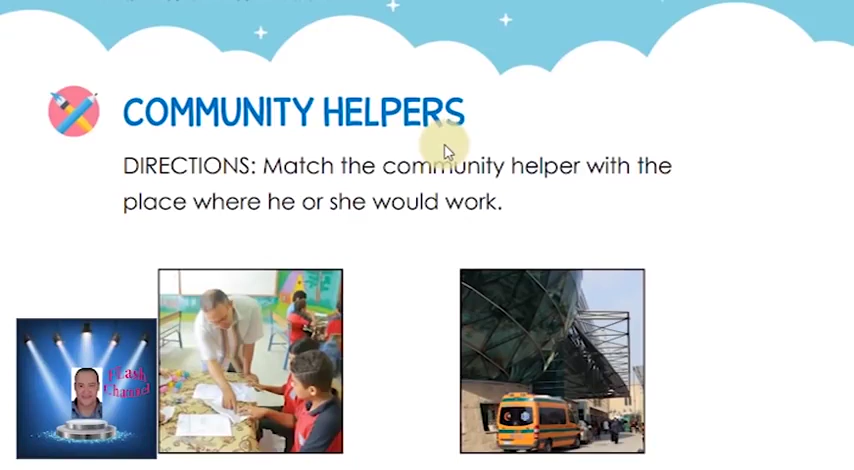 COMMUNITY HELPERS
DIRECTIONS: Match the community helper with the
place where he or she would work.
Flash
Channel